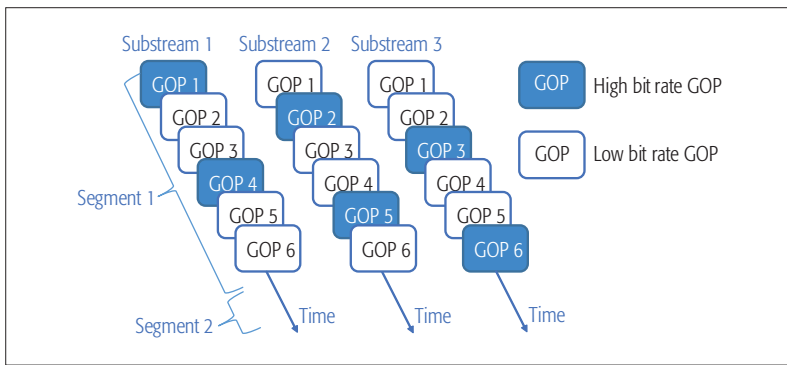 Substream 1 Substream 2 Substream 3
GOP 1 GOP 1 GOP 1
GOP High bit rate GOP
GOP 2 GOP 2 GOP 2
GOP 3 GOP 3 GOP 3
GOP Low bit rate GOP
GOP 4 GOP 4 GOP 4
Segment 1
GOP 5 GOP 5 GOP 5
GOP 6 GOP 6 GOP 6
Time Time Time
Segment 2